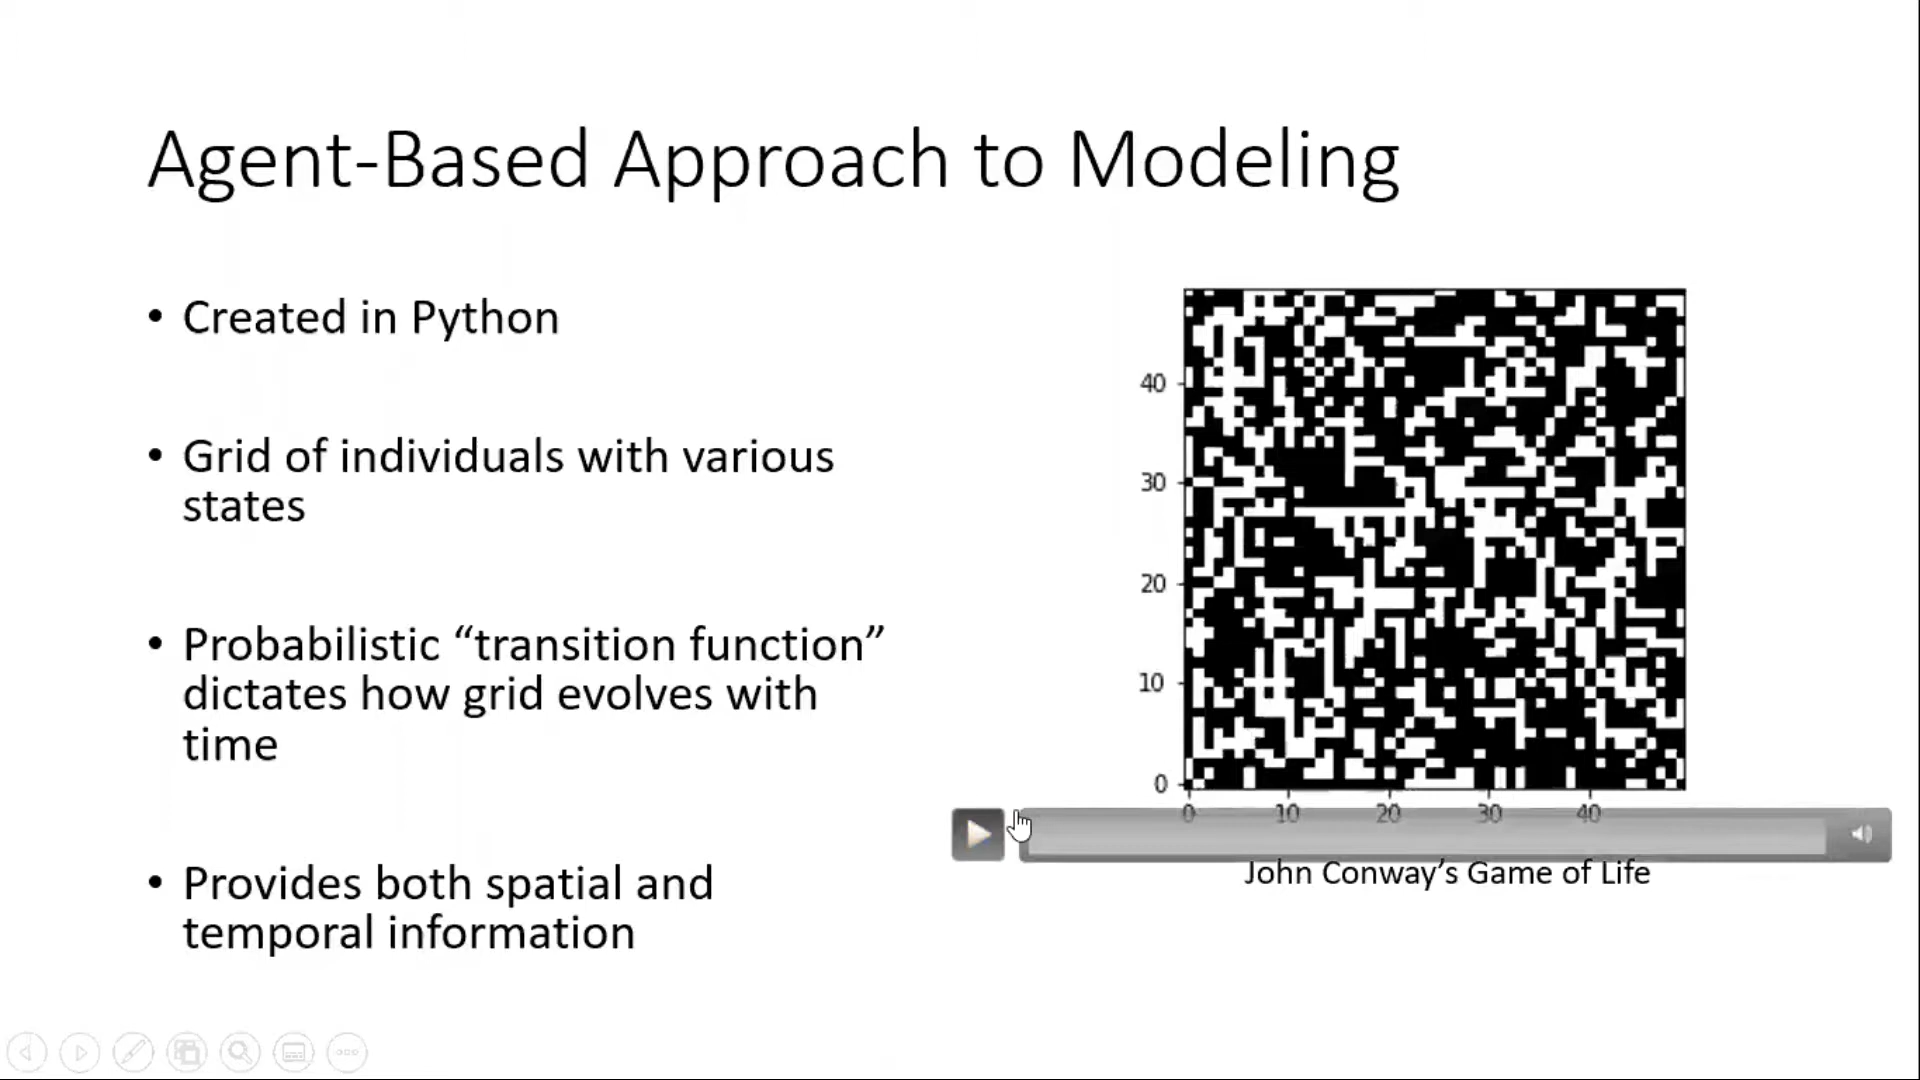 Agent-Based Approach to Modeling
• Created in Python
• Grid of individuals with various
states
• Probabilistic “transition function”
dictates how grid evolves with
time
• Provides both spatial and
temporal information
40
30
20
10
0
0 10 20 30 40
John Conway’s Game of Life